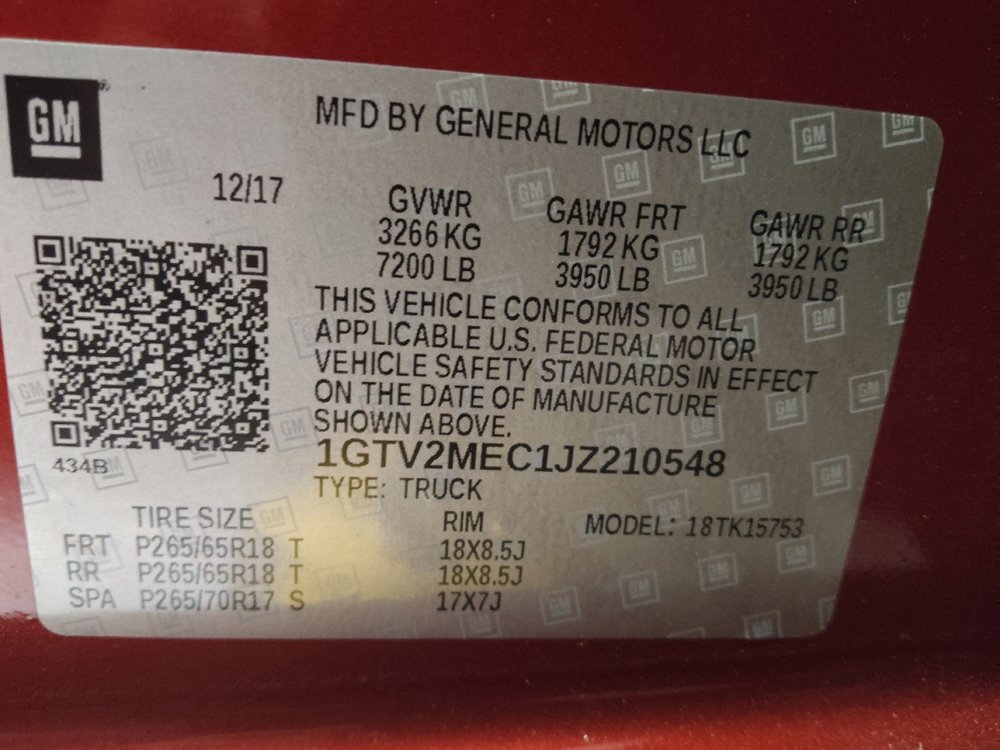 GM
MFD BY GENERAL MOTORS LLC
12/17
GVWR GAWR FRT GAWR RR
3266 KG 1792 KG 1792 KG
7200 LB 3950 LB 3950 LB
THIS VEHICLE CONFORMS TO ALL
APPLICABLE U.S. FEDERAL MOTOR
VEHICLE SAFETY STANDARDS IN EFFECT
ON THE DATE OF MANUFACTURE
SHOWN ABOVE.
434B
1GTV2MEC1JZ210548
TYPE: TRUCK
TIRE SIZE RIM MODEL: 18TK15753
FRT P265/65R18 T 18X8.5J
RR P265/65R18 T 18X8.5J
SPA P265/70R17 S 17X7J